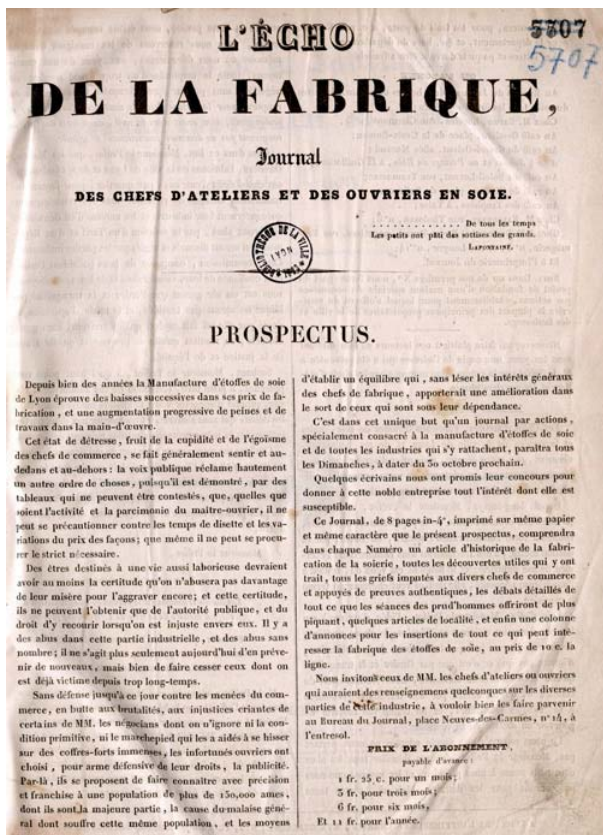 L'ÉCHO
5707
5707
DE LA FABRIQUE,
Journal
DES CHEFS D'ATELIERS ET DES OUVRIERS EN SOIE.
. . . . . . . . . . . . . De tous les temps
Les petits ont pâti des sottises des grands.
LAFONTAINE.
BIBLIOTHEQUE DE LA VILLE
LYON
PROSPECTUS.
Depuis bien des années la Manufacture d'étoffes de soie
de Lyon éprouve des baisses successives dans ses prix de fa-
brication , et une augmentation progressive de peines et de
travaux dans la main-d'œuvre.
Cet état de détresse, fruit de la cupidité et de l'égoïsme
des chefs de commerce , se fait généralement sentir et au-
dedans et au-dehors : la voix publique réclame hautement
un autre ordre de choses, puisqu'il est démontré , par des
tableaux qui ne peuvent être contestés, que, quelles que
soient l'activité et la parcimonie du maître-ouvrier, il ne
peut se précautionner contre les temps de disette et les va-
riations du prix des façons; que même il ne peut se procu-
rer le strict nécessaire.
Des êtres destinés à une vie aussi laborieuse devraient
avoir au moins la certitude qu'on n'abusera pas davantage
de leur misère pour l'aggraver encore; et cette certitude,
ils ne peuvent l'obtenir que de l'autorité publique, et du
droit d'y recourir lorsqu'on est injuste envers eux. Il y a
des abus dans cette partie industrielle , et des abus sans
nombre ; il ne s'agit plus seulement aujourd'hui d'en préve-
nir de nouveaux, mais bien de faire cesser ceux dont on
est déjà victime depuis trop long-temps.
Sans défense jusqu'à ce jour contre les menées du com-
merce, en butte aux brutalités, aux injustices criantes de
certains de MM. les négocians dont on n'ignore ni la con-
dition primitive, ni le marchepied qui les a aidés à se hisser
sur des coffres-forts immenses, les infortunés ouvriers ont
choisi , pour arme défensive de leur droits , la publicité.
Par-là , ils se proposent de faire connaître avec précision
et franchise à une population de plus de 150,000 ames,
dont ils sont la majeure partie , la cause du malaise géné-
ral dont souffre cette même population , et les moyens
d'établir un équilibre qui , sans léser les intérêts généraux
des chefs de fabrique , apporterait une amélioration dans
le sort de ceux qui sont sous leur dépendance.
C'est dans cet unique but qu'un journal par actions ,
spécialement consacré à la manufacture d'étoffes de soie
et de toutes les industries qui s'y rattachent, paraîtra tous
les Dimanches, à dater du 30 octobre prochain.
Quelques écrivains nous ont promis leur concours pour
donner à cette noble entreprise tout l'intérêt dont elle est
susceptible.
Ce Journal, de 8 pages in-4°, imprimé sur même papier
et même caractère que le présent prospectus, comprendra
dans chaque Numéro un article d'historique de la fabri-
cation de la soierie , toutes les découvertes utiles qui y ont
trait , tous les griefs imputés aux divers chefs de commerce
et appuyés de preuves authentiques, les débats détaillés de
tout ce que les séances des prud'hommes offriront de plus
piquant, quelques articles de localité , et enfin une colonne
d'annonces pour les insertions de tout ce qui peut inté-
resser la fabrique des étoffes de soie, au prix de 10 c. la
ligne.
Nous invitons ceux de MM. les chefs d'ateliers ou ouvriers
qui auraient des renseignemens quelconques sur les diverses
parties de cette industrie, à vouloir bien les faire parvenir
au Bureau du Journal, place Neuves-des-Carmes, n° 14, à
l'entresol.
PRIX DE L'ABONNEMENT,
payable d'avance :
1 fr. 25 c. pour un mois;
3 fr. pour trois mois;
6 fr. pour six mois,
Et 11 fr. pour l'année.